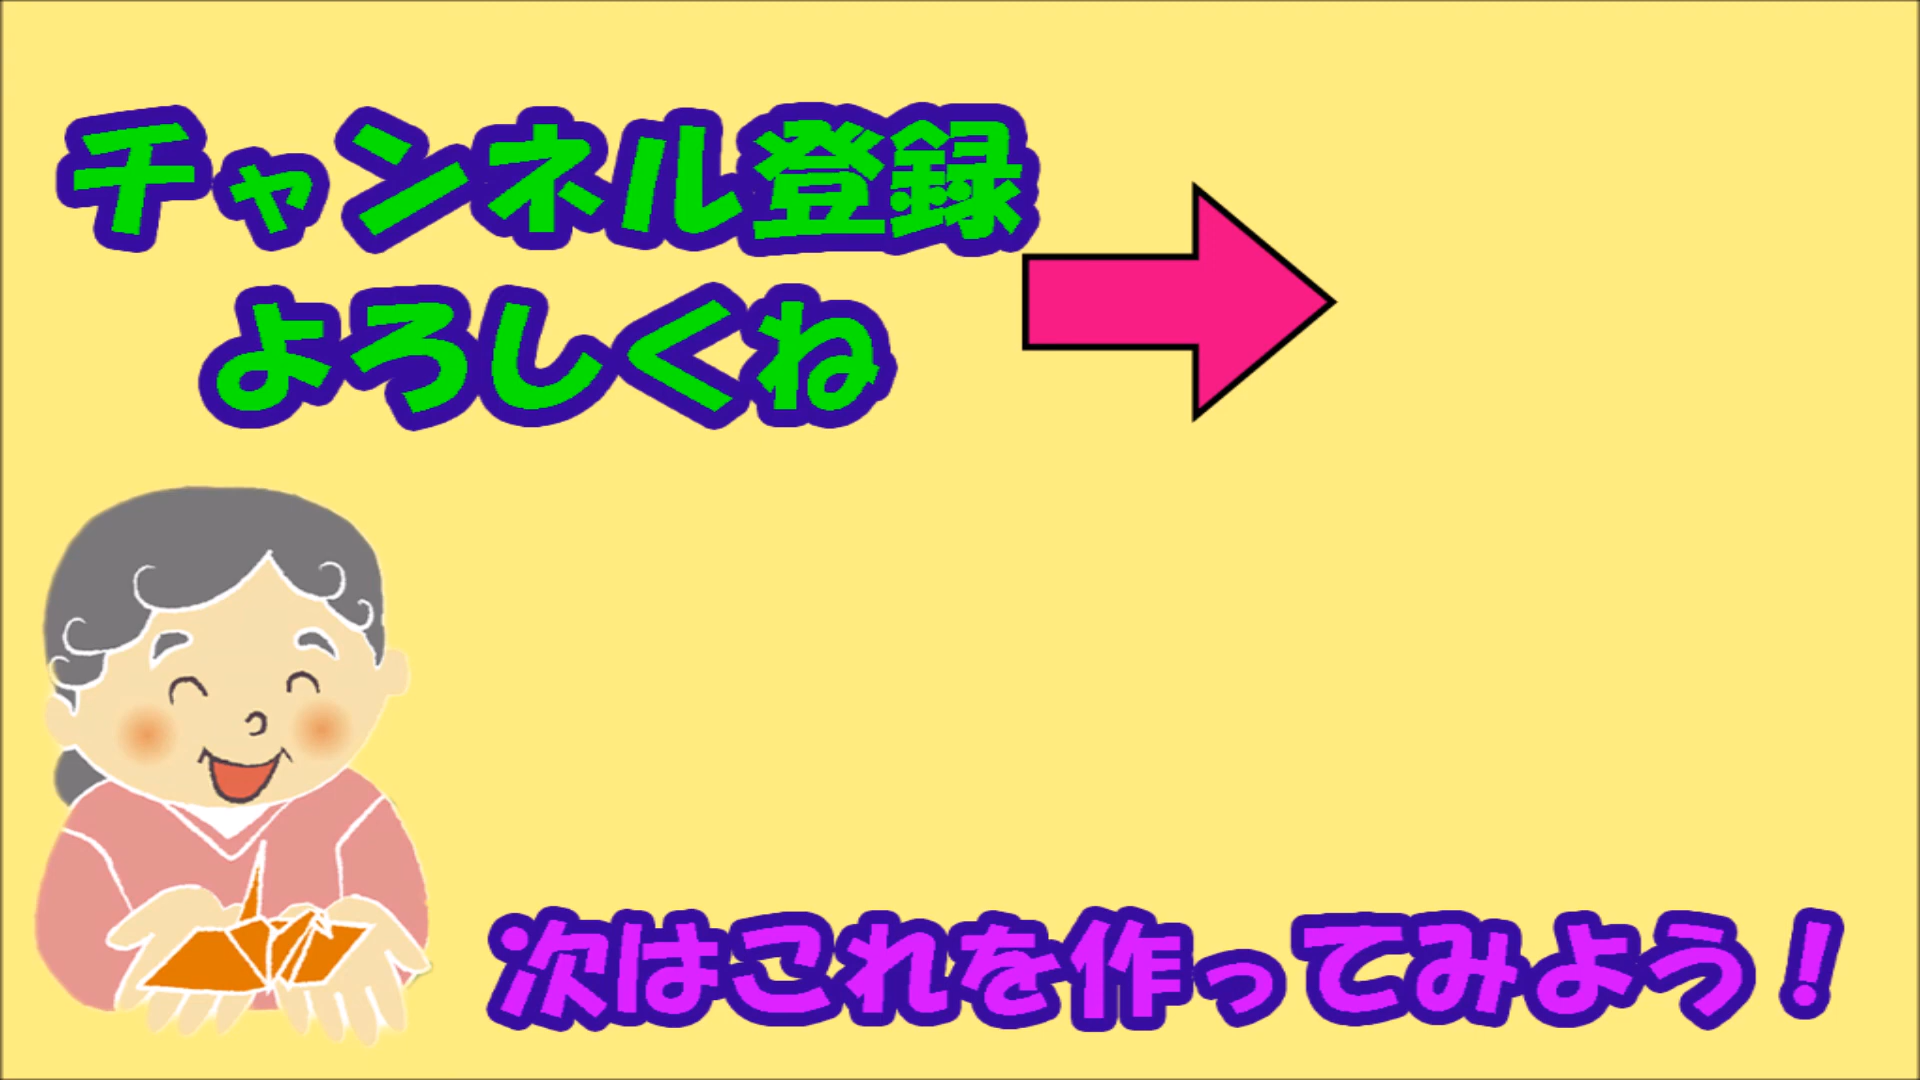 チャンネル登録
よろしくね
次はこれを作ってみよう！